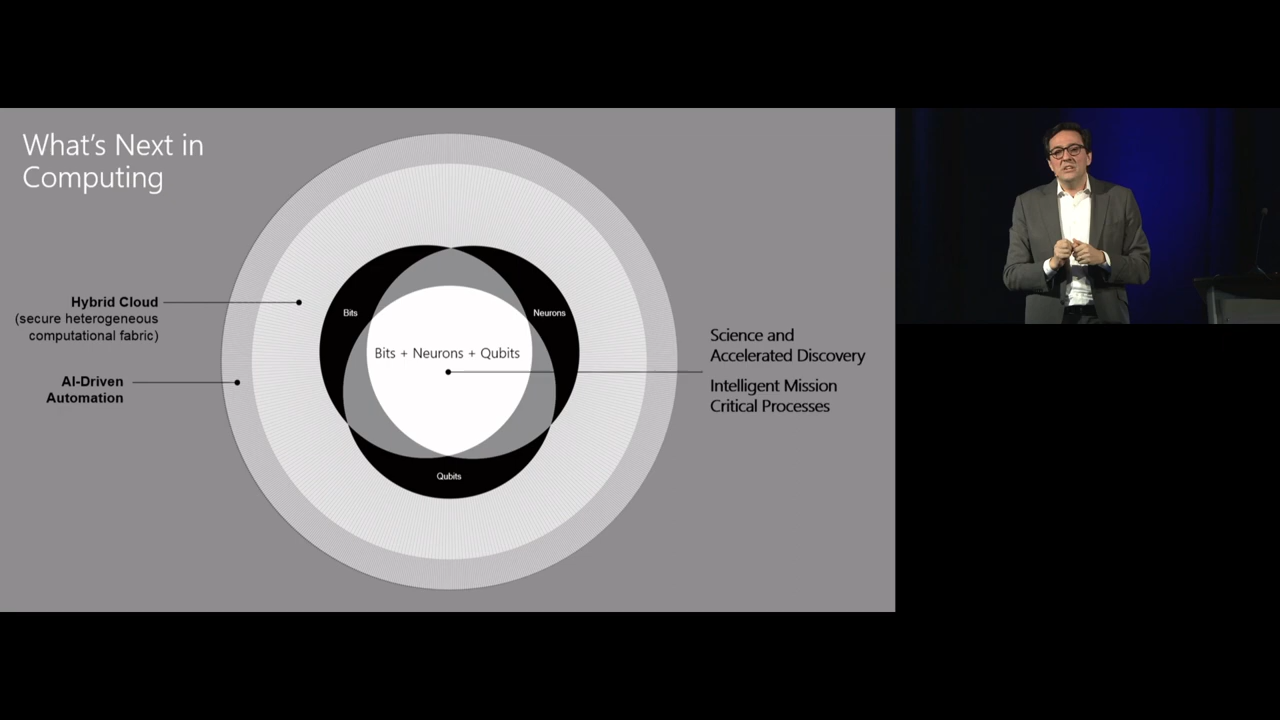 What's Next in
Computing
Hybrid Cloud
(secure heterogeneous
computational fabric)
AI-Driven
Automation
Bits
Neurons
Bits + Neurons + Qubits
Qubits
Science and
Accelerated Discovery
Intelligent Mission
Critical Processes